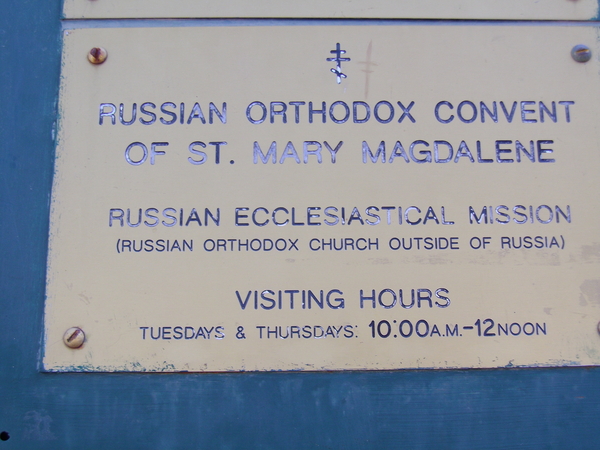 RUSSIAN ORTHODOX CONVENT
OF ST. MARY MAGDALENE
RUSSIAN ECCLESIASTICAL MISSION
(RUSSIAN ORTHODOX CHURCH OUTSIDE OF RUSSIA)
VISITING HOURS
TUESDAYS & THURSDAYS: 10:00A.M.-12NOON